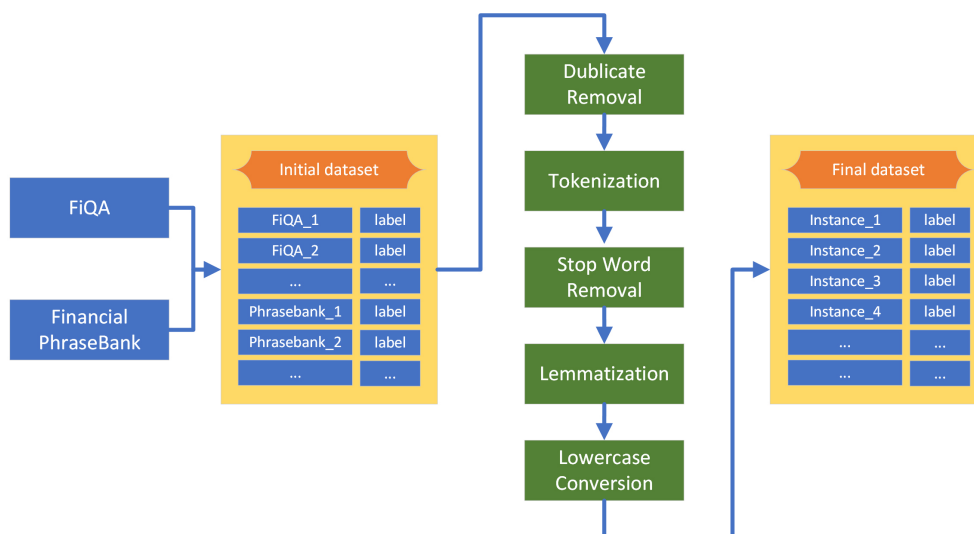 FiQA
Financial
PhraseBank
Initial dataset
FiQA_1 label
FiQA_2 label
... ...
Phrasebank_1 label
Phrasebank_2 label
... ...
Dublicate
Removal
Tokenization
Stop Word
Removal
Lemmatization
Lowercase
Conversion
Final dataset
Instance_1 label
Instance_2 label
Instance_3 label
Instance_4 label
... ...
... ...